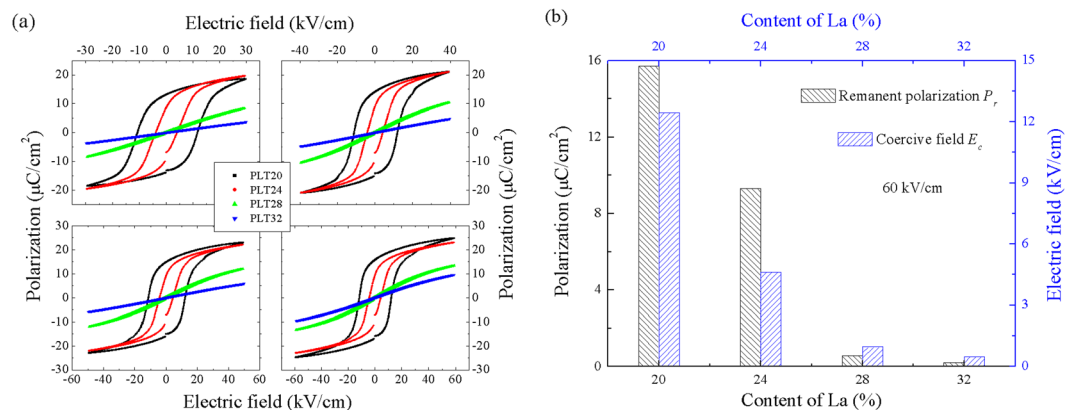 (a)
Electric field (kV/cm)
-30 -20 -10 0 10 20 30
-40 -20 0 20 40
Polarization (μC/cm²)
20
10
0
-10
-20
20
10
0
-10
-20
PLT20
PLT24
PLT28
PLT32
30
20
10
0
-10
-20
-30
30
20
10
0
-10
-20
-30
Polarization (μC/cm²)
-60 -40 -20 0 20 40 60
-60 -40 -20 0 20 40 60
Electric field (kV/cm)
(b)
Content of La (%)
20 24 28 32
16
12
8
4
0
Polarization (μC/cm²)
Remanent polarization Pr
Coercive field Ec
60 kV/cm
15
12
9
6
3
0
Electric field (kV/cm)
20 24 28 32
Content of La (%)